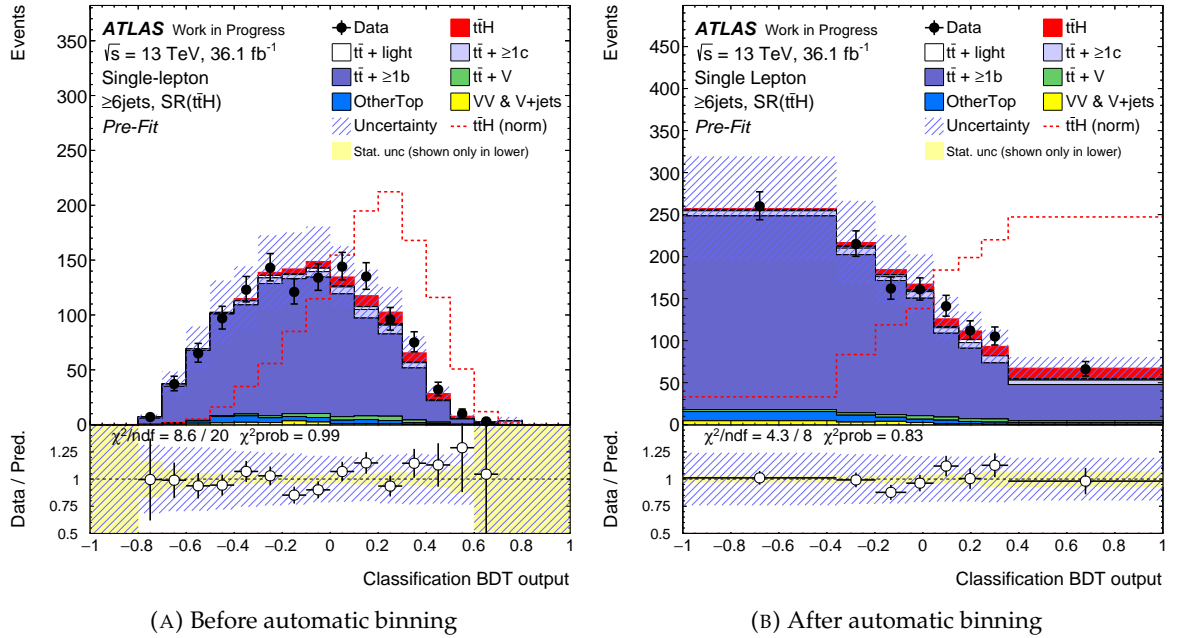 ATLAS Work in Progress
√s = 13 TeV, 36.1 fb⁻¹
Single-lepton
≥6jets, SR(tt̄H)
Pre-Fit
Data
tt̄H
tt̄ + light
tt̄ + ≥1c
tt̄ + ≥1b
tt̄ + V
OtherTop
VV & V+jets
Uncertainty
tt̄H (norm)
Stat. unc (shown only in lower)
Events
350
300
250
200
150
100
50
0
χ²/ndf = 8.6 / 20 χ²prob = 0.99
Data / Pred.
1.25
1
0.75
0.5
−1 −0.8 −0.6 −0.4 −0.2 0 0.2 0.4 0.6 0.8 1
Classification BDT output
(A) Before automatic binning
ATLAS Work in Progress
√s = 13 TeV, 36.1 fb⁻¹
Single Lepton
≥6jets, SR(tt̄H)
Pre-Fit
Data
tt̄H
tt̄ + light
tt̄ + ≥1c
tt̄ + ≥1b
tt̄ + V
OtherTop
VV & V+jets
Uncertainty
tt̄H (norm)
Stat. unc (shown only in lower)
Events
450
400
350
300
250
200
150
100
50
0
χ²/ndf = 4.3 / 8 χ²prob = 0.83
Data / Pred.
1.25
1
0.75
0.5
−1 −0.8 −0.6 −0.4 −0.2 0 0.2 0.4 0.6 0.8 1
Classification BDT output
(B) After automatic binning